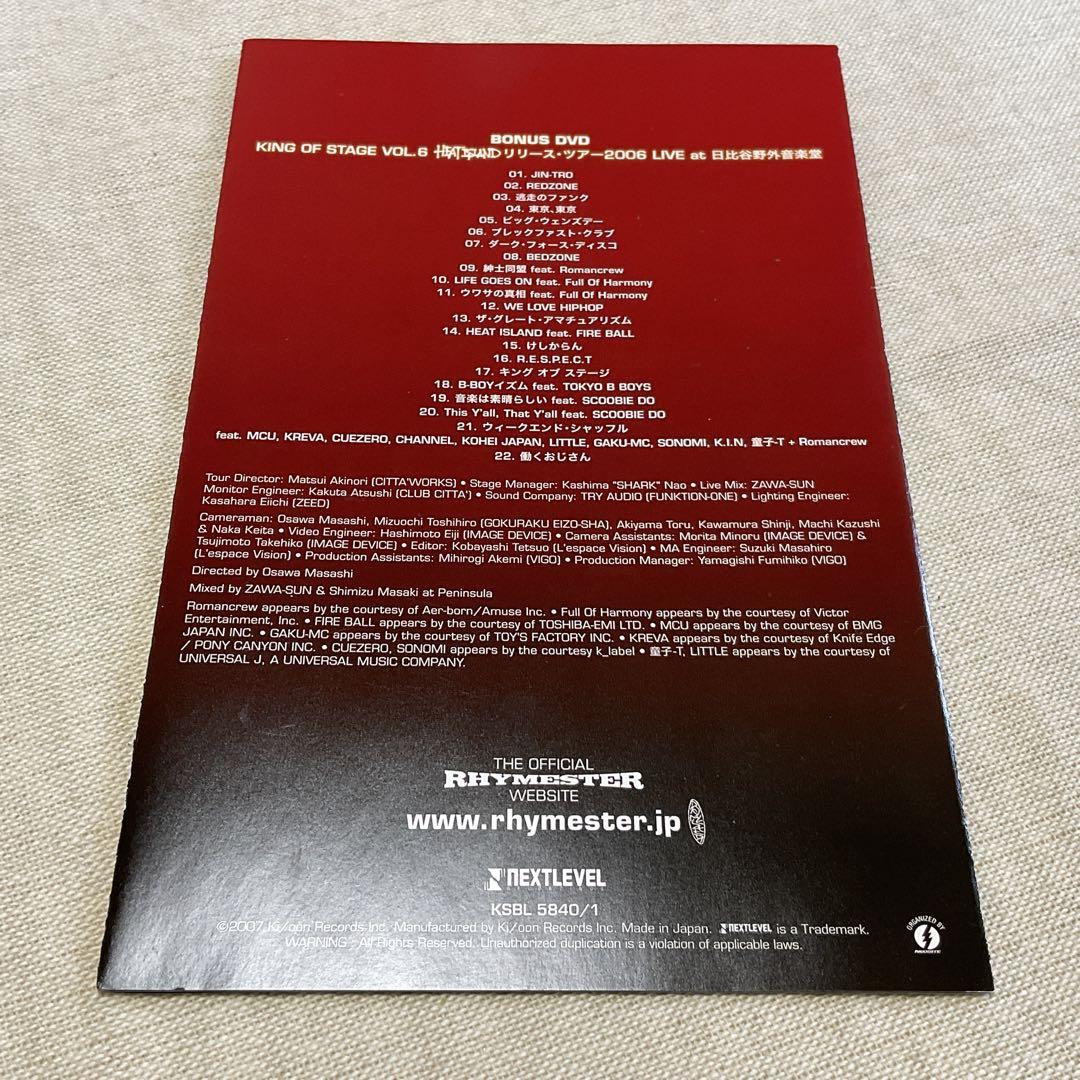 BONUS DVD
KING OF STAGE VOL.6 HEAT ISLANDリリース・ツアー2006 LIVE at 日比谷野外音楽堂
01. JIN-TRO
02. REDZONE
03. 逃走のファンク
04. 東京、東京
05. ビッグ・ウェンズデー
06. ブレックファスト・クラブ
07. ダーク・フォース・ディスコ
08. BEDZONE
09. 紳士同盟 feat. Romancrew
10. LIFE GOES ON feat. Full Of Harmony
11. ウワサの真相 feat. Full Of Harmony
12. WE LOVE HIPHOP
13. ザ・グレート・アマチュアリズム
14. HEAT ISLAND feat. FIRE BALL
15. けしからん
16. R.E.S.P.E.C.T
17. キング オブ ステージ
18. B-BOYイズム feat. TOKYO B BOYS
19. 音楽は素晴らしい feat. SCOOBIE DO
20. This Y'all, That Y'all feat. SCOOBIE DO
21. ウィークエンド・シャッフル
feat. MCU, KREVA, CUEZERO, CHANNEL, KOHEI JAPAN, LITTLE, GAKU-MC, SONOMI, K.I.N, 童子-T + Romancrew
22. 働くおじさん
Tour Director: Matsui Akinori (CITTA'WORKS) • Stage Manager: Kashima "SHARK" Nao • Live Mix: ZAWA-SUN
Monitor Engineer: Kakuta Atsushi (CLUB CITTA') • Sound Company: TRY AUDIO (FUNKTION-ONE) • Lighting Engineer:
Kasahara Eiichi (ZEED)
Cameraman: Osawa Masashi, Mizuochi Toshihiro (GOKURAKU EIZO-SHA), Akiyama Toru, Kawamura Shinji, Machi Kazushi
& Naka Keita • Video Engineer: Hashimoto Eiji (IMAGE DEVICE) • Camera Assistants: Morita Minoru (IMAGE DEVICE) &
Tsujimoto Takehiko (IMAGE DEVICE) • Editor: Kobayashi Tetsuo (L'espace Vision) • MA Engineer: Suzuki Masahiro
(L'espace Vision) • Production Assistants: Mihirogi Akemi (VIGO) • Production Manager: Yamagishi Fumihiko (VIGO)
Directed by Osawa Masashi
Mixed by ZAWA-SUN & Shimizu Masaki at Peninsula
Romancrew appears by the courtesy of Aer-born/Amuse Inc. • Full Of Harmony appears by the courtesy of Victor
Entertainment, Inc. • FIRE BALL appears by the courtesy of TOSHIBA-EMI LTD. • MCU appears by the courtesy of BMG
JAPAN INC. • GAKU-MC appears by the courtesy of TOY'S FACTORY INC. • KREVA appears by the courtesy of Knife Edge
/ PONY CANYON INC. • CUEZERO, SONOMI appears by the courtesy k_label • 童子-T, LITTLE appears by the courtesy of
UNIVERSAL J, A UNIVERSAL MUSIC COMPANY.
THE OFFICIAL
RHYMESTER
WEBSITE
www.rhymester.jp
NEXTLEVEL
KSBL 5840/1
©2007 Ki/oon Records Inc. Manufactured by Ki/oon Records Inc. Made in Japan. NEXTLEVEL is a Trademark.
WARNING : All Rights Reserved. Unauthorized duplication is a violation of applicable laws.
ORGANIZED BY